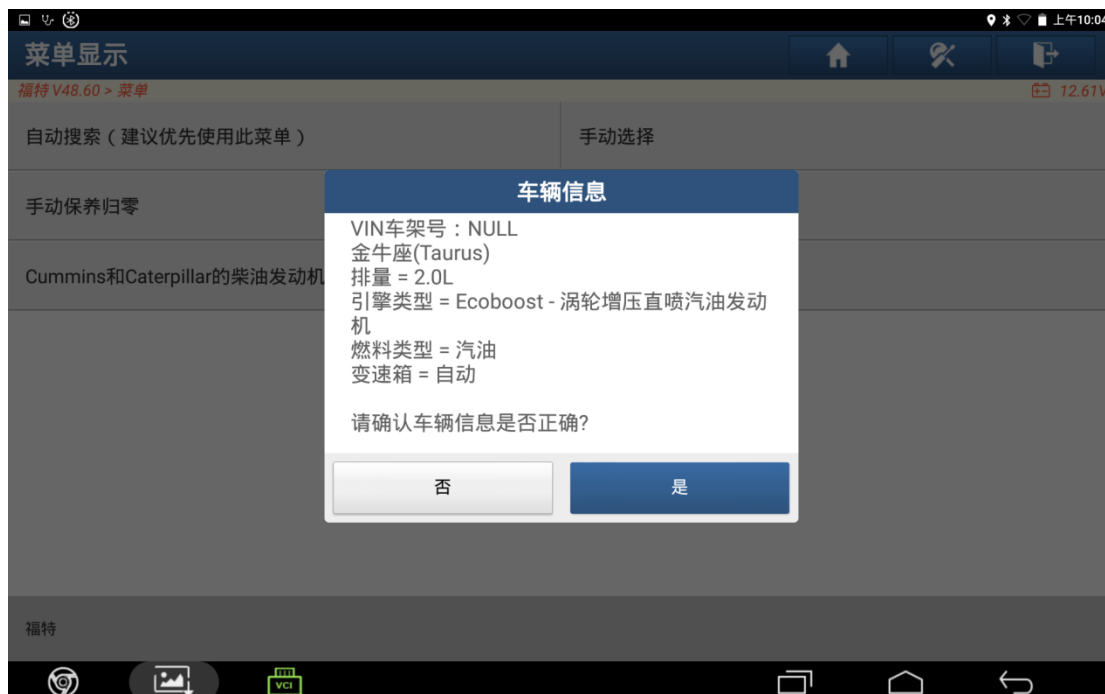 上午10:04
菜单显示
福特 V48.60 > 菜单
12.61V
自动搜索（建议优先使用此菜单）
手动选择
手动保养归零
Cummins和Caterpillar的柴油发动机
车辆信息
VIN车架号：NULL
金牛座(Taurus)
排量 = 2.0L
引擎类型 = Ecoboost - 涡轮增压直喷汽油发动
机
燃料类型 = 汽油
变速箱 = 自动
请确认车辆信息是否正确?
否
是
福特
VCI